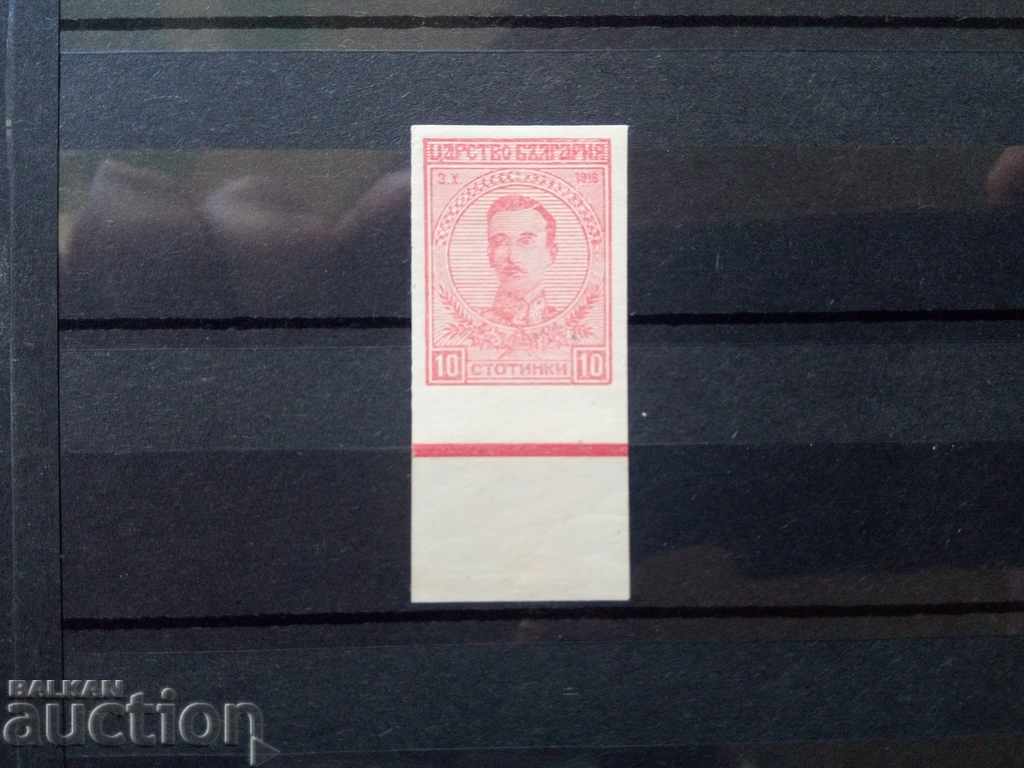 ЦАРСТВО БЪЛГАРИЯ
3.X. 1918
10 СТОТИНКИ 10
BALKAN
auction